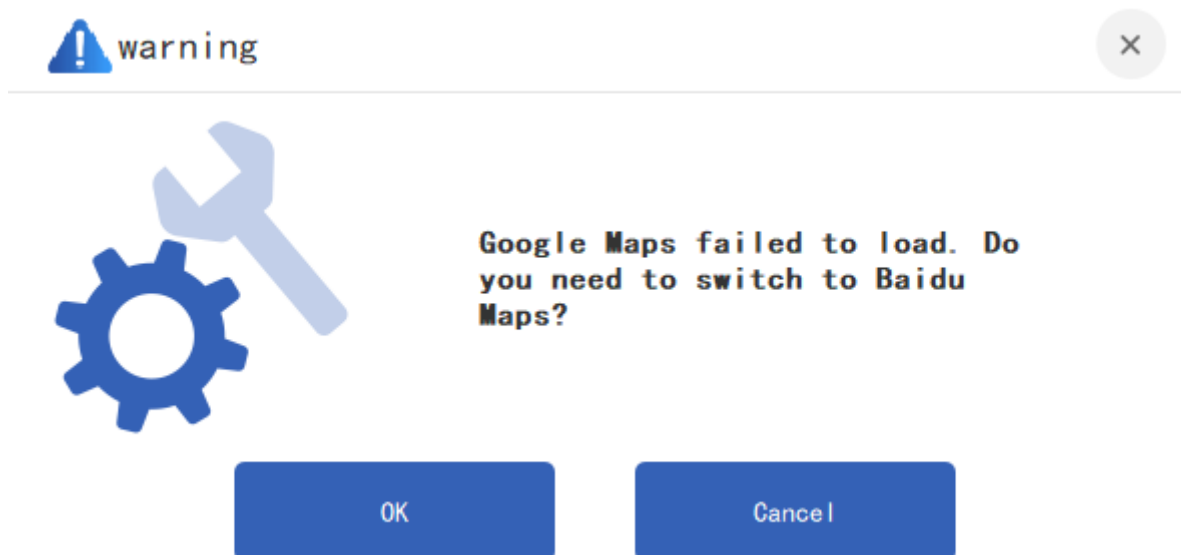 warning
Google Maps failed to load. Do
you need to switch to Baidu
Maps?
OK
Cancel